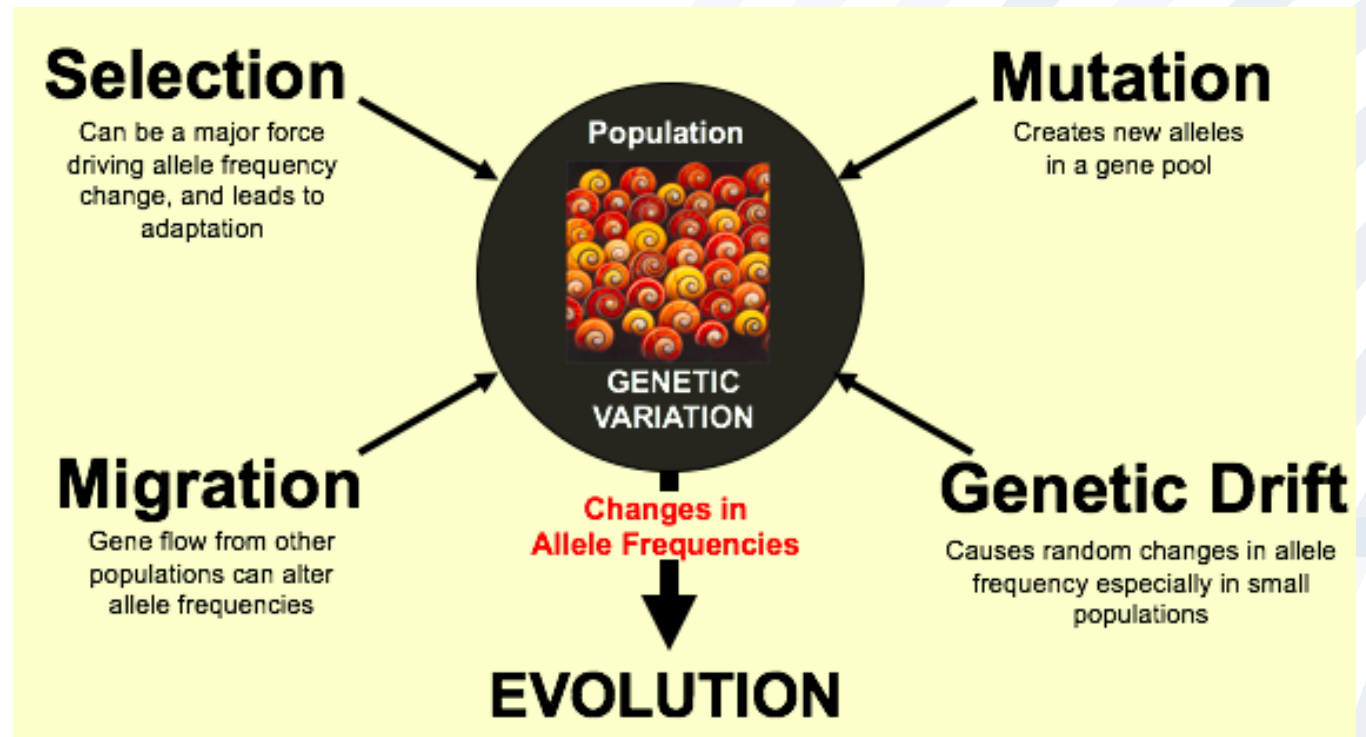 Selection
Can be a major force
driving allele frequency
change, and leads to
adaptation
Mutation
Creates new alleles
in a gene pool
Population
GENETIC
VARIATION
Migration
Gene flow from other
populations can alter
allele frequencies
Genetic Drift
Causes random changes in allele
frequency especially in small
populations
Changes in
Allele Frequencies
EVOLUTION